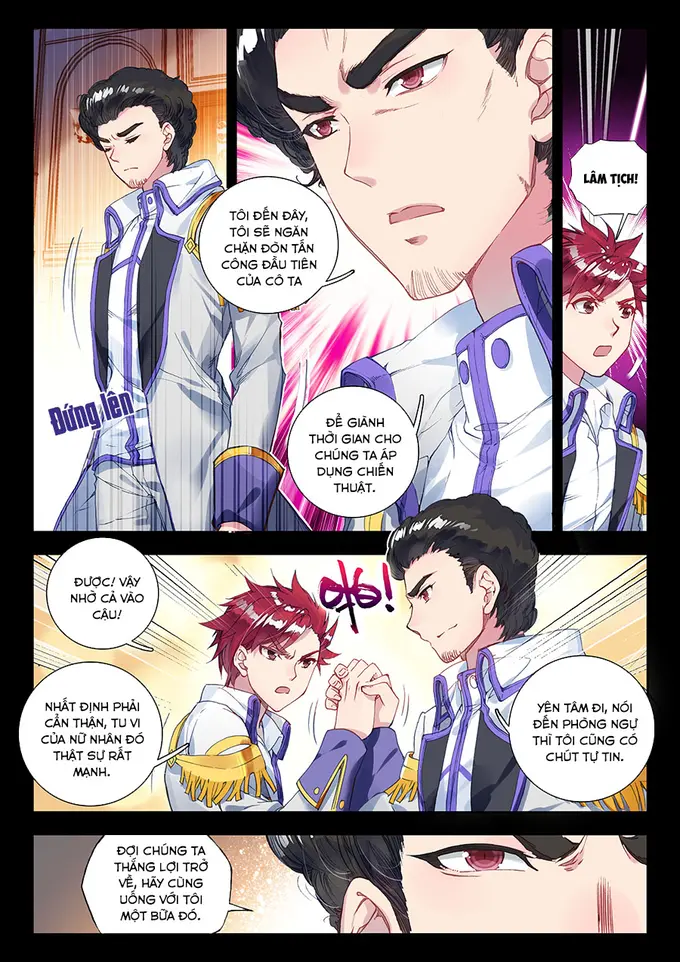 TÔI ĐẾN ĐÂY,
TÔI SẼ NGĂN
CHẶN ĐÒN TẤN
CÔNG ĐẦU TIÊN
CỦA CÔ TA
Đứng lên
ĐỂ GIÀNH
THỜI GIAN CHO
CHÚNG TA ÁP
DỤNG CHIẾN
THUẬT.
LÂM TỊCH!
ĐƯỢC! VẬY
NHỜ CẢ VÀO
CẬU!
NHẤT ĐỊNH PHẢI
CẨN THẬN, TU VI
CỦA NỮ NHÂN ĐÓ
THẬT SỰ RẤT
MẠNH.
YÊN TÂM ĐI, NÓI
ĐẾN PHÒNG NGỰ
THÌ TÔI CŨNG CÓ
CHÚT TỰ TIN.
ĐỢI CHÚNG TA
THẮNG LỢI TRỞ
VỀ, HÃY CÙNG
UỐNG VỚI TÔI
MỘT BỮA ĐÓ.